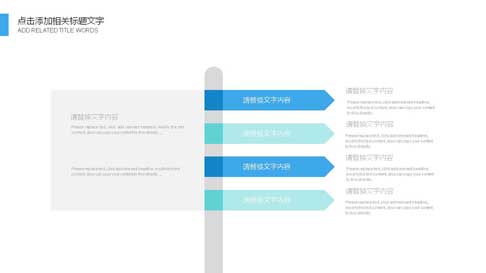 点击添加相关标题文字
ADD RELATED TITLE WORDS
请替换文字内容
Please replace text, click add relevant headline, modify the text
content, also can copy your content to this directly.
Please replace text, click add relevant headline, modify the text
content, also can copy your content to this directly.
请替换文字内容
请替换文字内容
请替换文字内容
请替换文字内容
请替换文字内容
Please replace text, click add relevant headline,
modify the text content, also can copy your content
to this directly.
请替换文字内容
Please replace text, click add relevant headline,
modify the text content, also can copy your content
to this directly.
请替换文字内容
Please replace text, click add relevant headline,
modify the text content, also can copy your content
to this directly.
请替换文字内容
Please replace text, click add relevant headline,
modify the text content, also can copy your content
to this directly.